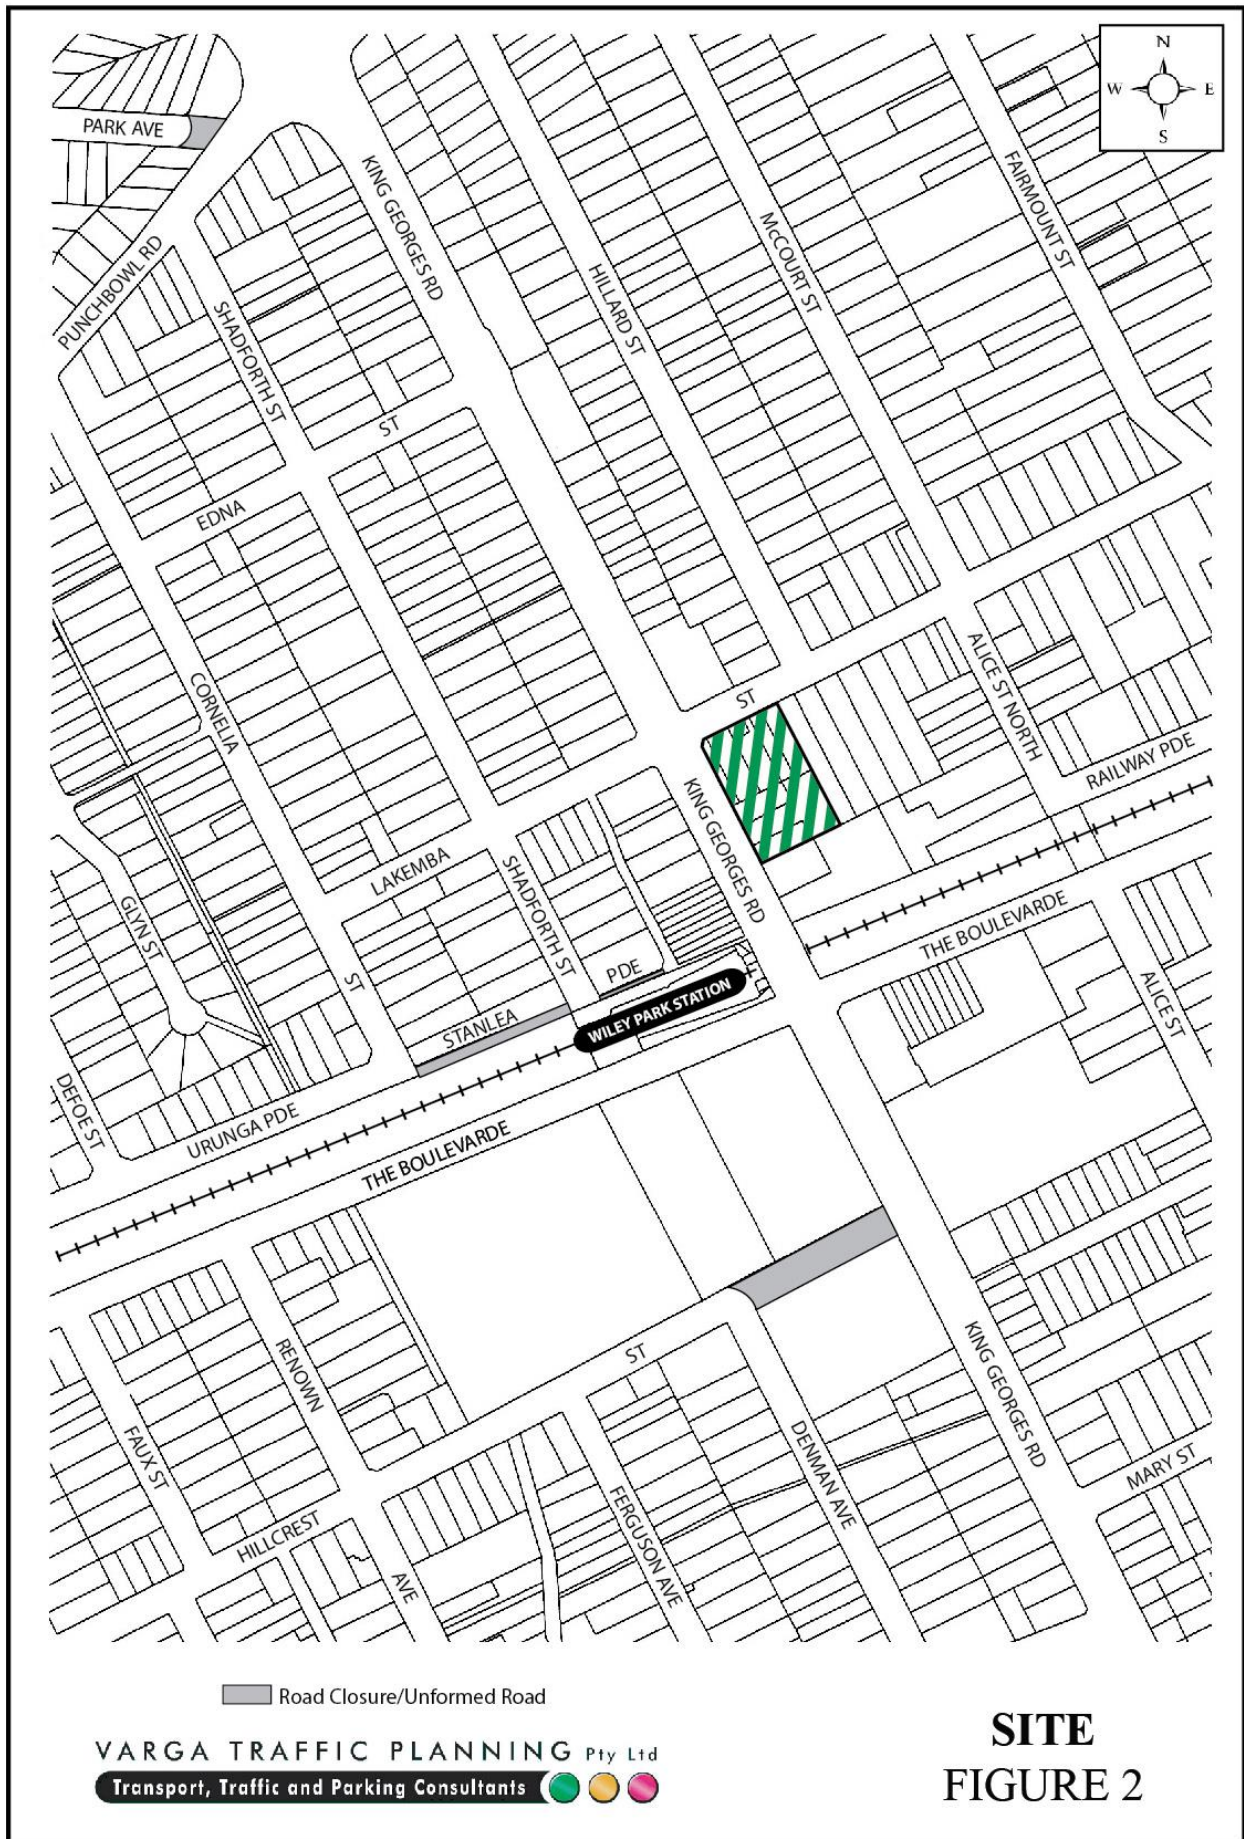 N
W E
S
PARK AVE
KING GEORGES RD
FAIRMOUNT ST
McCOURT ST
PUNCHBOWL RD
HILLARD ST
SHADFORTH ST
ST
EDNA
ALICE ST NORTH
CORNELIA
ST
RAILWAY PDE
KING GEORGES RD
LAKEMBA
SHADFORTH ST
GLYN ST
THE BOULEVARDE
PDE
ST
ALICE ST
WILEY PARK STATION
STANLEA
DEFOE ST
URUNGA PDE
THE BOULEVARDE
RENOWN
ST
KING GEORGES RD
FAUX ST
DENMAN AVE
MARY ST
HILLCREST
FERGUSON AVE
AVE
Road Closure/Unformed Road
VARGA TRAFFIC PLANNING Pty Ltd
Transport, Traffic and Parking Consultants
SITE
FIGURE 2